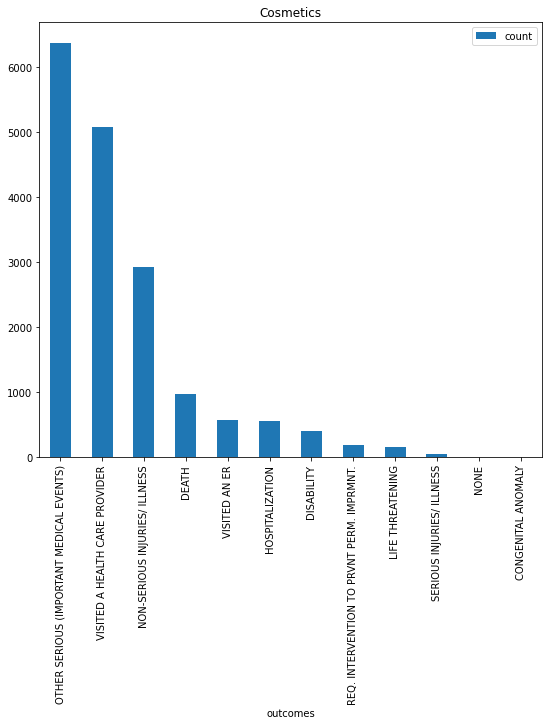 Cosmetics
count
6000
5000
4000
3000
2000
1000
0
OTHER SERIOUS (IMPORTANT MEDICAL EVENTS)
VISITED A HEALTH CARE PROVIDER
NON-SERIOUS INJURIES/ ILLNESS
DEATH
VISITED AN ER
HOSPITALIZATION
DISABILITY
REQ. INTERVENTION TO PRVNT PERM. IMPRMNT.
LIFE THREATENING
SERIOUS INJURIES/ ILLNESS
NONE
CONGENITAL ANOMALY
outcomes